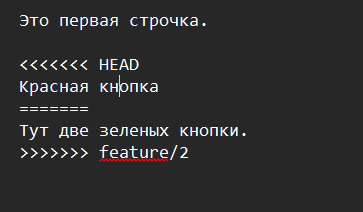 Это первая строчка.
<<<<<<< HEAD
Красная кнопка
=======
Тут две зеленых кнопки.
>>>>>>> feature/2